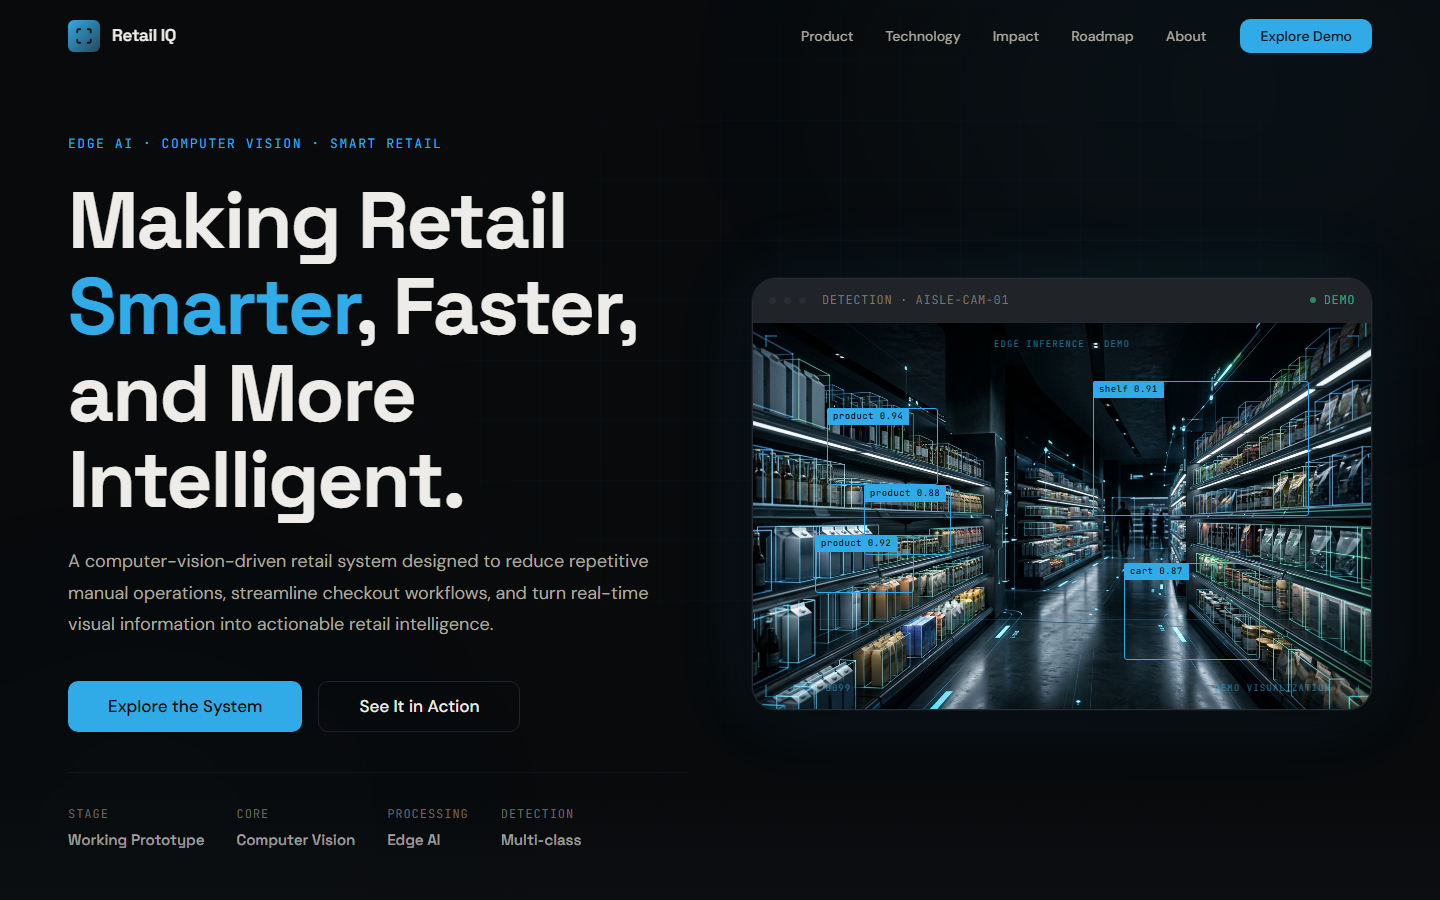 Retail IQ
Product
Technology
Impact
Roadmap
About
Explore Demo
EDGE AI · COMPUTER VISION · SMART RETAIL
Making Retail
Smarter, Faster,
and More
Intelligent.
A computer-vision-driven retail system designed to reduce repetitive
manual operations, streamline checkout workflows, and turn real-time
visual information into actionable retail intelligence.
Explore the System
See It in Action
STAGE
Working Prototype
CORE
Computer Vision
PROCESSING
Edge AI
DETECTION
Multi-class
DETECTION · AISLE-CAM-01
DEMO
EDGE INFERENCE DEMO
shelf 0.91
product 0.94
product 0.88
product 0.92
cart 0.87
DEMO VISUALIZATION